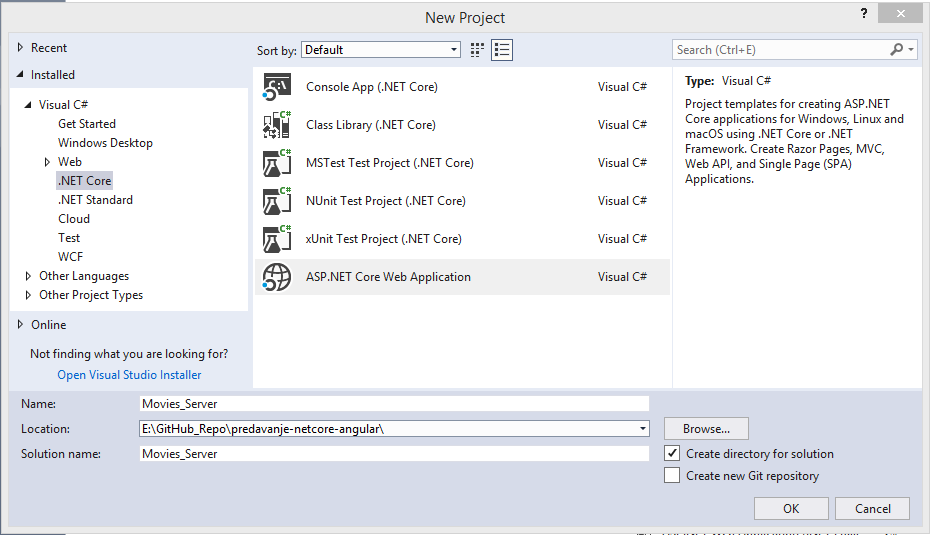 New Project
?
Recent
Installed
Visual C#
Get Started
Windows Desktop
Web
.NET Core
.NET Standard
Cloud
Test
WCF
Other Languages
Other Project Types
Online
Not finding what you are looking for?
Open Visual Studio Installer
Sort by: Default
Search (Ctrl+E)
Console App (.NET Core) Visual C#
Class Library (.NET Core) Visual C#
MSTest Test Project (.NET Core) Visual C#
NUnit Test Project (.NET Core) Visual C#
xUnit Test Project (.NET Core) Visual C#
ASP.NET Core Web Application Visual C#
Type: Visual C#
Project templates for creating ASP.NET
Core applications for Windows, Linux and
macOS using .NET Core or .NET
Framework. Create Razor Pages, MVC,
Web API, and Single Page (SPA)
Applications.
Name: Movies_Server
Location: E:\GitHub_Repo\predavanje-netcore-angular\ Browse...
Solution name: Movies_Server
Create directory for solution
Create new Git repository
OK Cancel